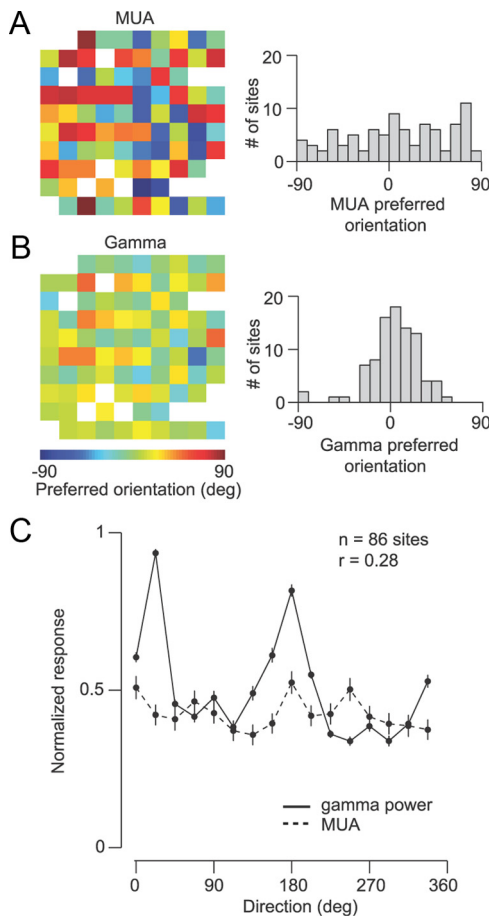 A
MUA
# of sites
20
10
0
-90
0
90
MUA preferred
orientation
B
Gamma
# of sites
20
10
0
-90
0
90
Gamma preferred
orientation
-90
90
Preferred orientation (deg)
C
n = 86 sites
r = 0.28
Normalized response
1
0.5
0
gamma power
MUA
0
90
180
270
360
Direction (deg)